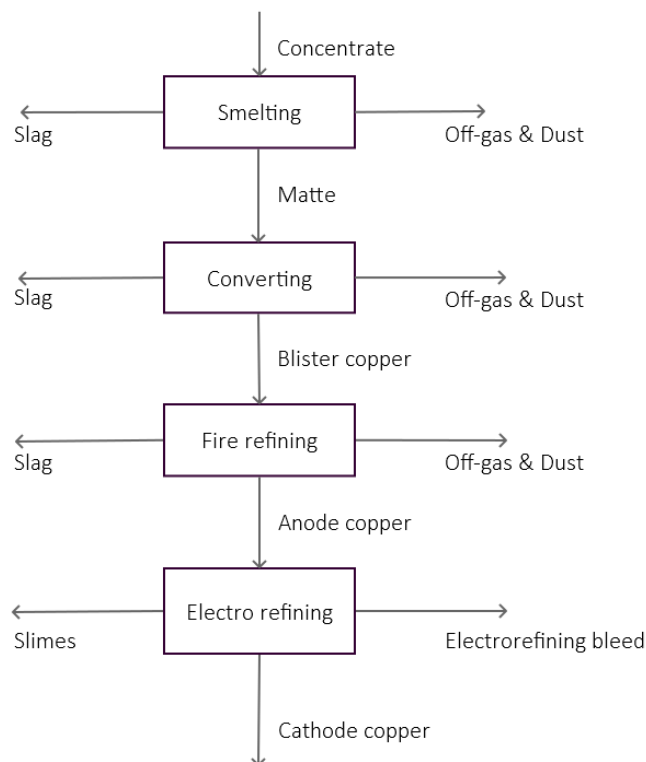 Concentrate
Smelting
Slag
Off-gas & Dust
Matte
Converting
Slag
Off-gas & Dust
Blister copper
Fire refining
Slag
Off-gas & Dust
Anode copper
Electro refining
Slimes
Electrorefining bleed
Cathode copper